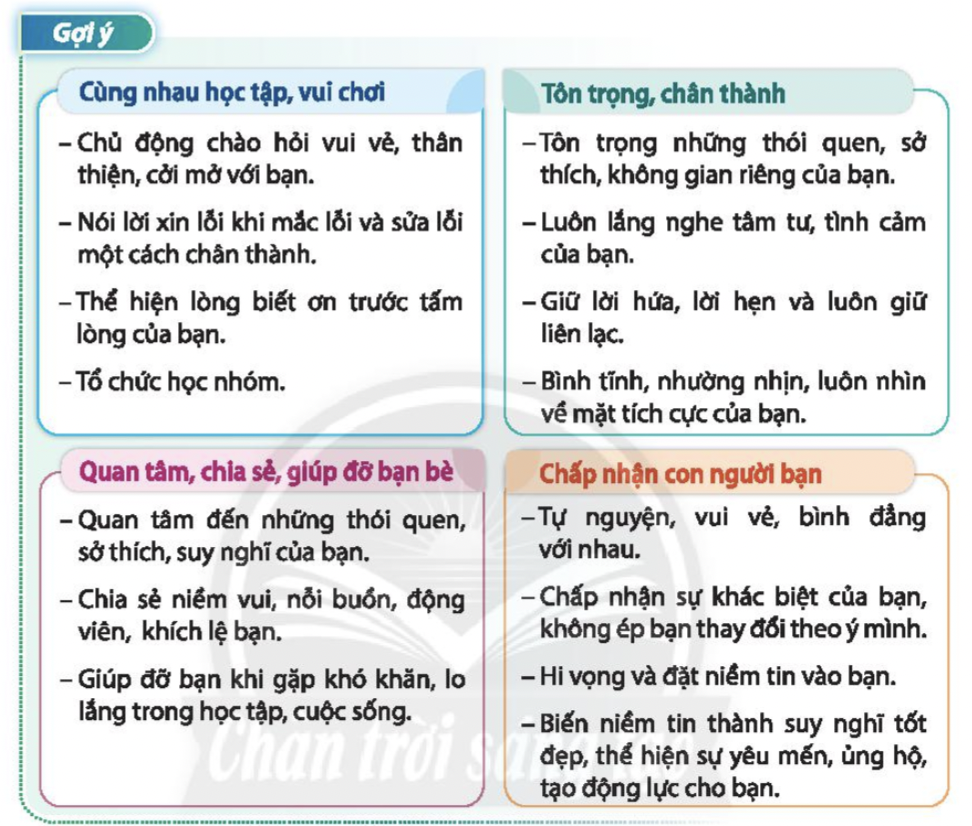 Gợi ý
Cùng nhau học tập, vui chơi
– Chủ động chào hỏi vui vẻ, thân
thiện, cởi mở với bạn.
– Nói lời xin lỗi khi mắc lỗi và sửa lỗi
một cách chân thành.
– Thể hiện lòng biết ơn trước tấm
lòng của bạn.
– Tổ chức học nhóm.
Tôn trọng, chân thành
– Tôn trọng những thói quen, sở
thích, không gian riêng của bạn.
– Luôn lắng nghe tâm tư, tình cảm
của bạn.
– Giữ lời hứa, lời hẹn và luôn giữ
liên lạc.
– Bình tĩnh, nhường nhịn, luôn nhìn
về mặt tích cực của bạn.
Quan tâm, chia sẻ, giúp đỡ bạn bè
– Quan tâm đến những thói quen,
sở thích, suy nghĩ của bạn.
– Chia sẻ niềm vui, nỗi buồn, động
viên, khích lệ bạn.
– Giúp đỡ bạn khi gặp khó khăn, lo
lắng trong học tập, cuộc sống.
Chấp nhận con người bạn
– Tự nguyện, vui vẻ, bình đẳng
với nhau.
– Chấp nhận sự khác biệt của bạn,
không ép bạn thay đổi theo ý mình.
– Hi vọng và đặt niềm tin vào bạn.
– Biến niềm tin thành suy nghĩ tốt
đẹp, thể hiện sự yêu mến, ủng hộ,
tạo động lực cho bạn.
Chân trời sáng tạo